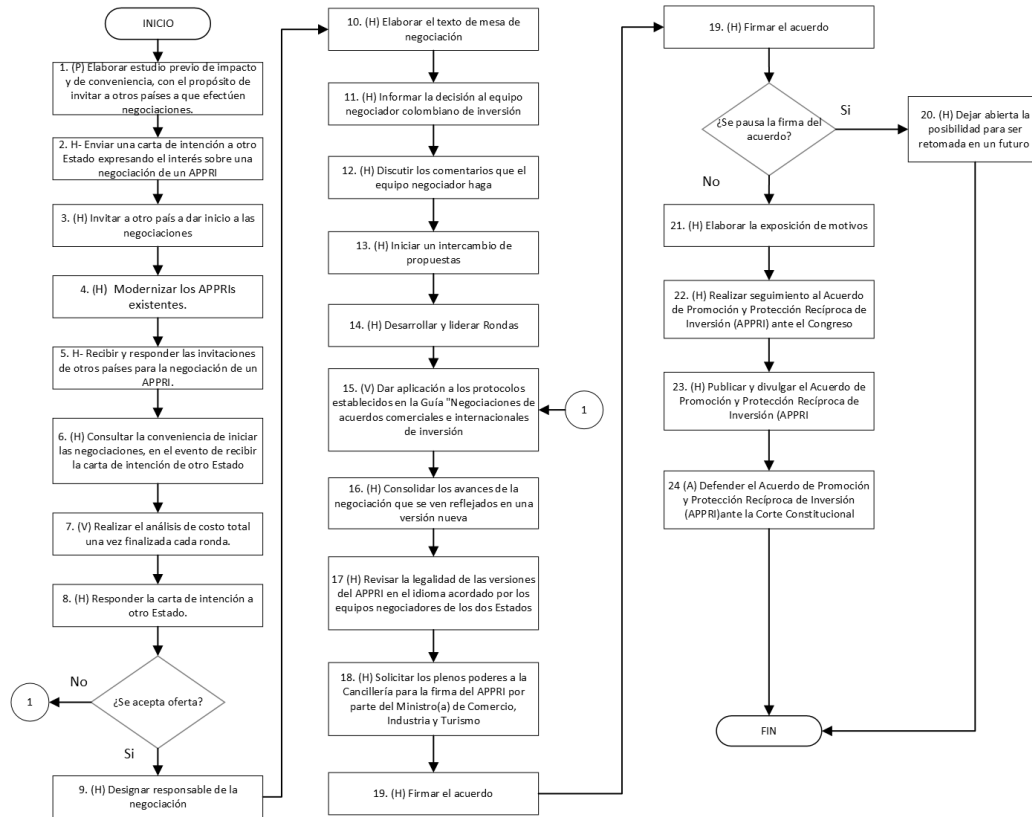 INICIO
1. (P) Elaborar estudio previo de impacto
y de conveniencia, con el propósito de
invitar a otros países a que efectúen
negociaciones.
2. H- Enviar una carta de intención a otro
Estado expresando el interés sobre una
negociación de un APPRI
3. (H) Invitar a otro país a dar inicio a las
negociaciones
4. (H) Modernizar los APPRIs
existentes.
5. H- Recibir y responder las invitaciones
de otros países para la negociación de un
APPRI.
6. (H) Consultar la conveniencia de iniciar
las negociaciones, en el evento de recibir
la carta de intención de otro Estado
7. (V) Realizar el análisis de costo total
una vez finalizada cada ronda.
8. (H) Responder la carta de intención a
otro Estado.
¿Se acepta oferta?
No
1
Si
9. (H) Designar responsable de la
negociación
10. (H) Elaborar el texto de mesa de
negociación
11. (H) Informar la decisión al equipo
negociador colombiano de inversión
12. (H) Discutir los comentarios que el
equipo negociador haga
13. (H) Iniciar un intercambio de
propuestas
14. (H) Desarrollar y liderar Rondas
15. (V) Dar aplicación a los protocolos
establecidos en la Guía "Negociaciones de
acuerdos comerciales e internacionales
de inversión
1
16. (H) Consolidar los avances de la
negociación que se ven reflejados en una
versión nueva
17 (H) Revisar la legalidad de las versiones
del APPRI en el idioma acordado por los
equipos negociadores de los dos Estados
18. (H) Solicitar los plenos poderes a la
Cancillería para la firma del APPRI por
parte del Ministro(a) de Comercio,
Industria y Turismo
19. (H) Firmar el acuerdo
19. (H) Firmar el acuerdo
¿Se pausa la firma del
acuerdo?
Si
20. (H) Dejar abierta la
posibilidad para ser
retomada en un futuro
No
21. (H) Elaborar la exposición de motivos
22. (H) Realizar seguimiento al Acuerdo
de Promoción y Protección Recíproca de
Inversión (APPRI) ante el Congreso
23. (H) Publicar y divulgar el Acuerdo de
Promoción y Protección Recíproca de
Inversión (APPRI
24 (A) Defender el Acuerdo de Promoción
y Protección Recíproca de Inversión
(APPRI)ante la Corte Constitucional
FIN